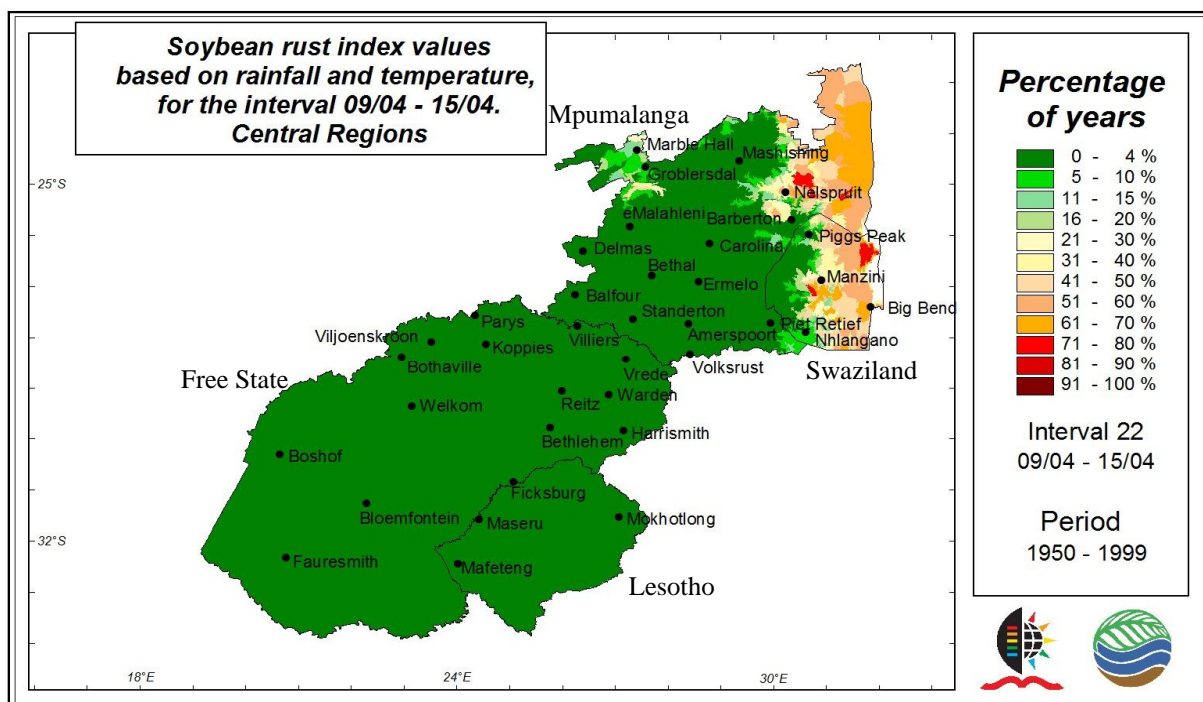 Soybean rust index values
based on rainfall and temperature,
for the interval 09/04 - 15/04.
Central Regions
Mpumalanga
Marble Hall
Mashishing
Groblersdal
25°S
Nelspruit
eMalahleni
Barberton
Piggs Peak
Delmas
Carolina
Bethal
Manzini
Ermelo
Balfour
Big Bend
Standerton
Parys
Piet Retief
Viljoenskroon
Villiers
Amerspoort
Nhlangano
Koppies
Bothaville
Volksrust
Swaziland
Free State
Vrede
Reitz
Warden
Welkom
Bethlehem
Harrismith
Boshof
Ficksburg
Bloemfontein
Maseru
Mokhotlong
32°S
Fauresmith
Mafeteng
Lesotho
18°E
24°E
30°E
Percentage
of years
0 - 4 %
5 - 10 %
11 - 15 %
16 - 20 %
21 - 30 %
31 - 40 %
41 - 50 %
51 - 60 %
61 - 70 %
71 - 80 %
81 - 90 %
91 - 100 %
Interval 22
09/04 - 15/04
Period
1950 - 1999